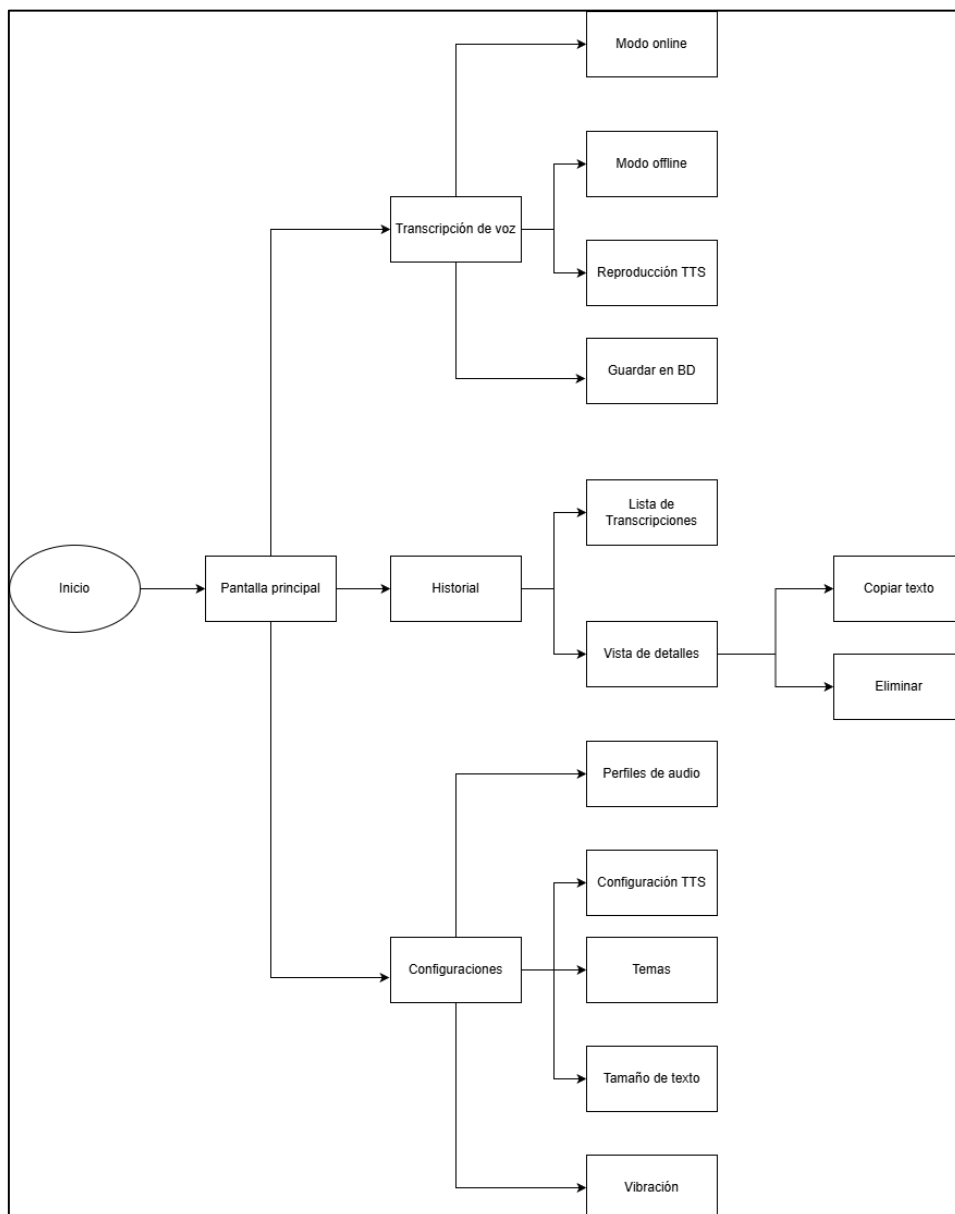 Modo online
Modo offline
Transcripción de voz
Reproducción TTS
Guardar en BD
Lista de
Transcripciones
Inicio
Pantalla principal
Historial
Copiar texto
Vista de detalles
Eliminar
Perfiles de audio
Configuración TTS
Configuraciones
Temas
Tamaño de texto
Vibración